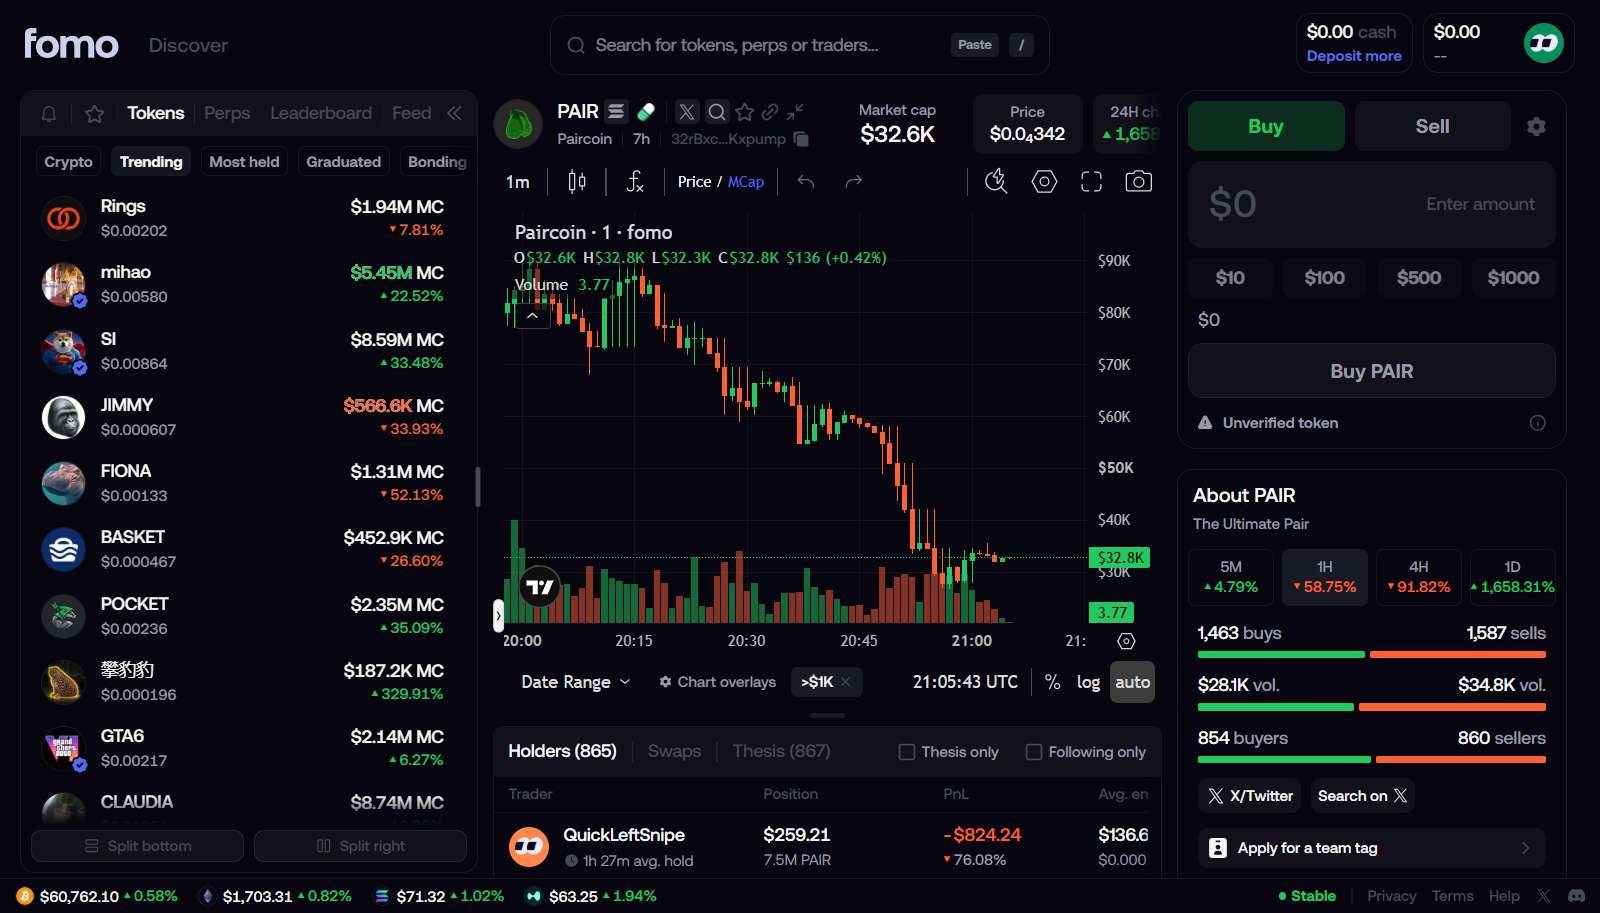 fomo
Discover
Search for tokens, perps or traders...
Paste
/
$0.00 cash
Deposit more
$0.00
--
Tokens
Perps
Leaderboard
Feed
Crypto
Trending
Most held
Graduated
Bonding
Rings
$1.94M MC
$0.00202
7.81%
mihao
$5.45M MC
$0.00580
22.52%
SI
$8.59M MC
$0.00864
33.48%
JIMMY
$566.6K MC
$0.000607
33.93%
FIONA
$1.31M MC
$0.00133
52.13%
BASKET
$452.9K MC
$0.000467
26.60%
POCKET
$2.35M MC
$0.00236
35.09%
攀豹豹
$187.2K MC
$0.000196
329.91%
GTA6
$2.14M MC
$0.00217
6.27%
CLAUDIA
$8.74M MC
Split bottom
Split right
PAIR
Paircoin
7h
32rBxc...Kxpump
Market cap
$32.6K
Price
$0.0₄342
24H ch
1,658
1m
Price / MCap
Paircoin · 1 · fomo
O$32.6K H$32.8K L$32.3K C$32.8K $136 (+0.42%)
Volume 3.77
$90K
$80K
$70K
$60K
$50K
$40K
$32.8K
$30K
3.77
20:00
20:15
20:30
20:45
21:00
21:
Date Range
Chart overlays
>$1K
21:05:43 UTC
%
log
auto
Holders (865)
Swaps
Thesis (867)
Thesis only
Following only
Trader
Position
PnL
Avg. en
QuickLeftSnipe
$259.21
-$824.24
$136.6
1h 27m avg. hold
7.5M PAIR
76.08%
$0.000
Buy
Sell
$0
Enter amount
$10
$100
$500
$1000
$0
Buy PAIR
Unverified token
About PAIR
The Ultimate Pair
5M
4.79%
1H
58.75%
4H
91.82%
1D
1,658.31%
1,463 buys
1,587 sells
$28.1K vol.
$34.8K vol.
854 buyers
860 sellers
X/Twitter
Search on X
Apply for a team tag
$60,762.10
0.58%
$1,703.31
0.82%
$71.32
1.02%
$63.25
1.94%
Stable
Privacy
Terms
Help